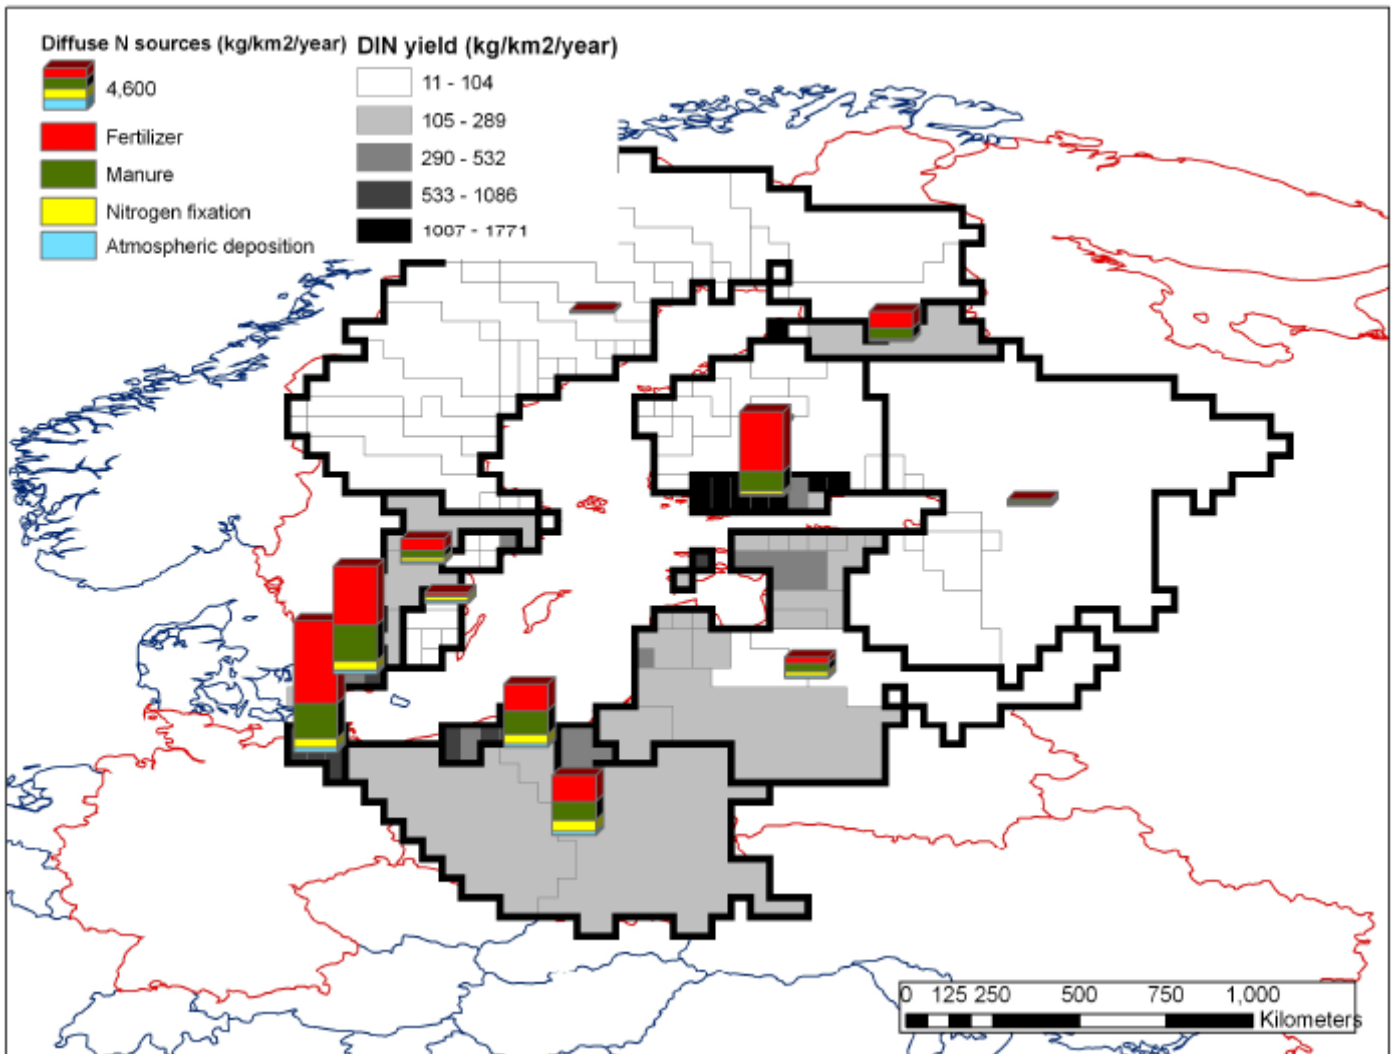 Diffuse N sources (kg/km2/year)
4,600
Fertilizer
Manure
Nitrogen fixation
Atmospheric deposition
DIN yield (kg/km2/year)
11 - 104
105 - 289
290 - 532
533 - 1086
1007 - 1771
0 125 250 500 750 1,000
Kilometers